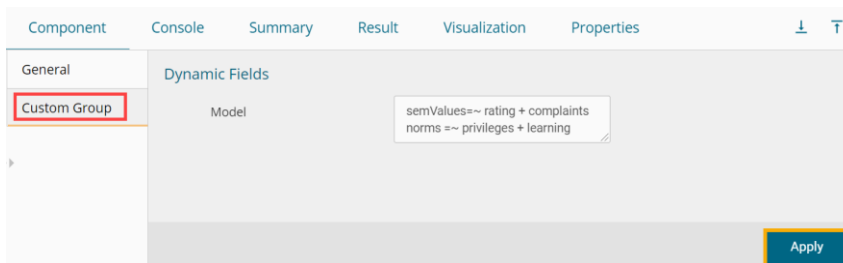 Component Console Summary Result Visualization Properties
General
Custom Group
Dynamic Fields
Model
semValues=~ rating + complaints
norms =~ privileges + learning
Apply